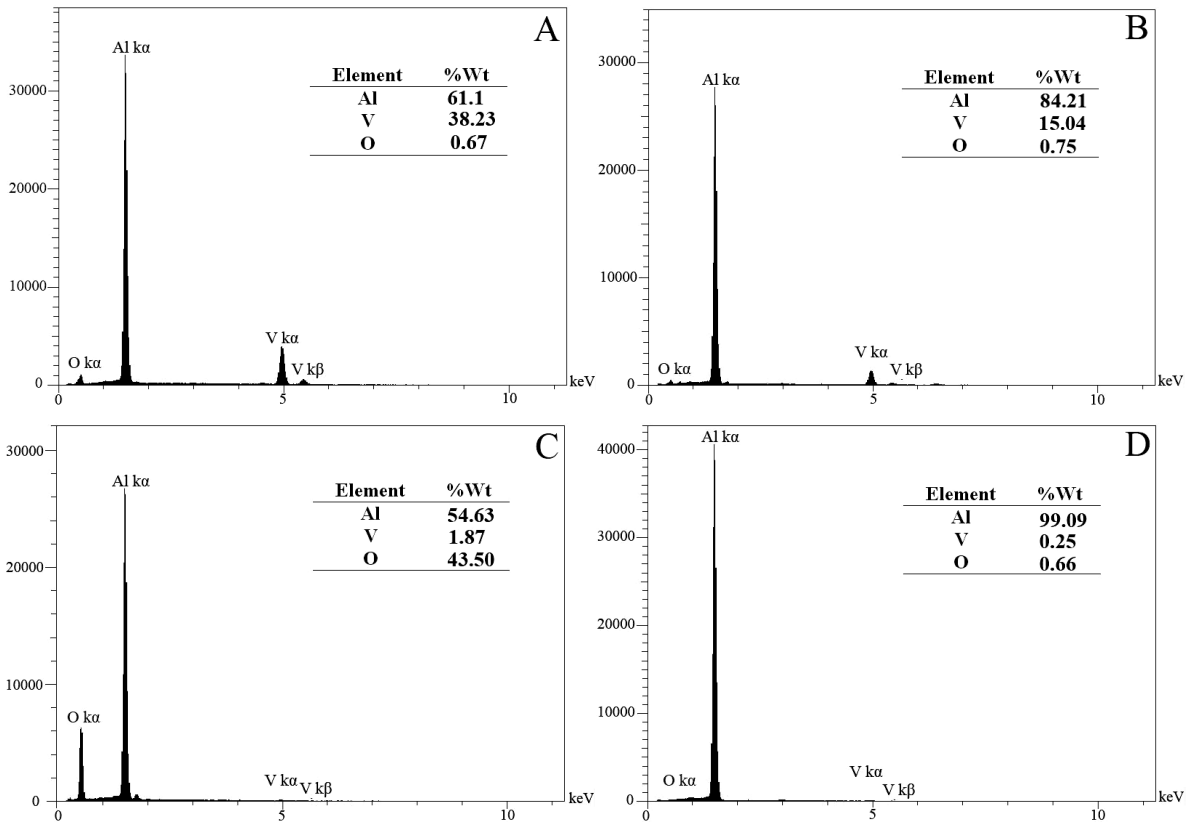 A
Al kα
Element %Wt
Al 61.1
V 38.23
O 0.67
30000
20000
10000
0
O kα
V kα
V kβ
keV
0 5 10
B
Al kα
Element %Wt
Al 84.21
V 15.04
O 0.75
30000
20000
10000
0
O kα
V kα
V kβ
keV
0 5 10
C
Al kα
Element %Wt
Al 54.63
V 1.87
O 43.50
30000
20000
10000
0
O kα
V kα
V kβ
keV
0 5 10
D
Al kα
Element %Wt
Al 99.09
V 0.25
O 0.66
40000
30000
20000
10000
0
O kα
V kα
V kβ
keV
0 5 10